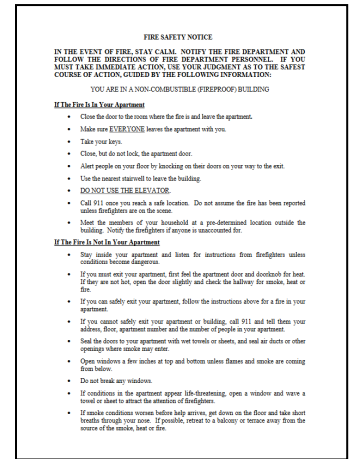 FIRE SAFETY NOTICE
IN THE EVENT OF FIRE, STAY CALM. NOTIFY THE FIRE DEPARTMENT AND
FOLLOW THE DIRECTIONS OF FIRE DEPARTMENT PERSONNEL. IF YOU
MUST TAKE IMMEDIATE ACTION, USE YOUR JUDGMENT AS TO THE SAFEST
COURSE OF ACTION, GUIDED BY THE FOLLOWING INFORMATION:
YOU ARE IN A NON-COMBUSTIBLE (FIREPROOF) BUILDING
If The Fire Is In Your Apartment
• Close the door to the room where the fire is and leave the apartment.
• Make sure EVERYONE leaves the apartment with you.
• Take your keys.
• Close, but do not lock, the apartment door.
• Alert people on your floor by knocking on their doors on your way to the exit.
• Use the nearest stairwell to leave the building.
• DO NOT USE THE ELEVATOR.
• Call 911 once you reach a safe location. Do not assume the fire has been reported
unless firefighters are on the scene.
• Meet the members of your household at a pre-determined location outside the
building. Notify the firefighters if anyone is unaccounted for.
If The Fire Is Not In Your Apartment
• Stay inside your apartment and listen for instructions from firefighters unless
conditions become dangerous.
• If you must exit your apartment, first feel the apartment door and doorknob for heat.
If they are not hot, open the door slightly and check the hallway for smoke, heat or
fire.
• If you can safely exit your apartment, follow the instructions above for a fire in your
apartment.
• If you cannot safely exit your apartment or building, call 911 and tell them your
address, floor, apartment number and the number of people in your apartment.
• Seal the doors to your apartment with wet towels or sheets, and seal air ducts or other
openings where smoke may enter.
• Open windows a few inches at top and bottom unless flames and smoke are coming
from below.
• Do not break any windows.
• If conditions in the apartment appear life-threatening, open a window and wave a
towel or sheet to attract the attention of firefighters.
• If smoke conditions worsen before help arrives, get down on the floor and take short
breaths through your nose. If possible, retreat to a balcony or terrace away from the
source of the smoke, heat or fire.